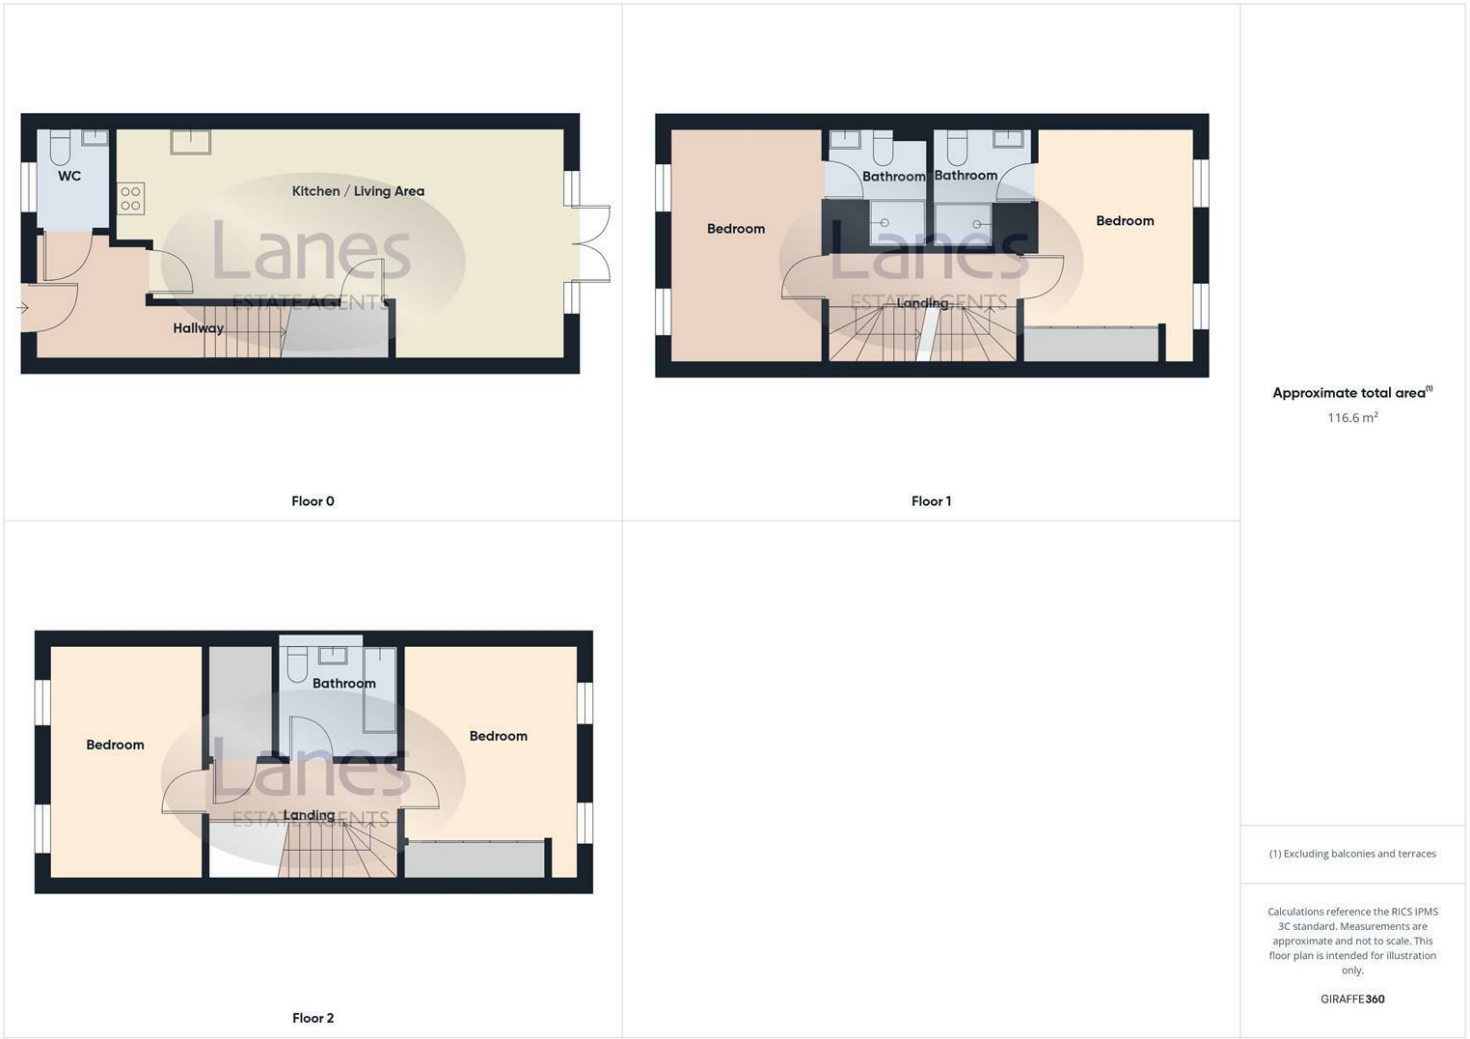 WC
Kitchen / Living Area
Hallway
Lanes
ESTATE AGENTS
Floor 0
Bedroom
Bathroom
Bathroom
Bedroom
Landing
Lanes
ESTATE AGENTS
Floor 1
Bedroom
Bathroom
Bedroom
Landing
Lanes
ESTATE AGENTS
Floor 2
Approximate total area⁽¹⁾
116.6 m²
(1) Excluding balconies and terraces
Calculations reference the RICS IPMS
3C standard. Measurements are
approximate and not to scale. This
floor plan is intended for illustration
only.
GIRAFFE360